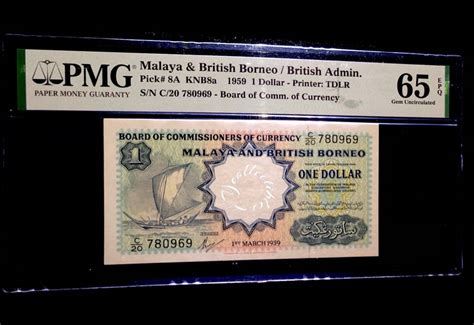 PMG
PAPER MONEY GUARANTY
Malaya & British Borneo / British Admin.
Pick# 8A KNB8a 1959 1 Dollar - Printer: TDLR
S/N C/20 780969 - Board of Comm. of Currency
65 EPQ
Gem Uncirculated
BOARD OF COMMISSIONERS OF CURRENCY
C/20 780969
MALAYA AND BRITISH BORNEO
1
ONE DOLLAR
C/20 780969
1ST MARCH 1959